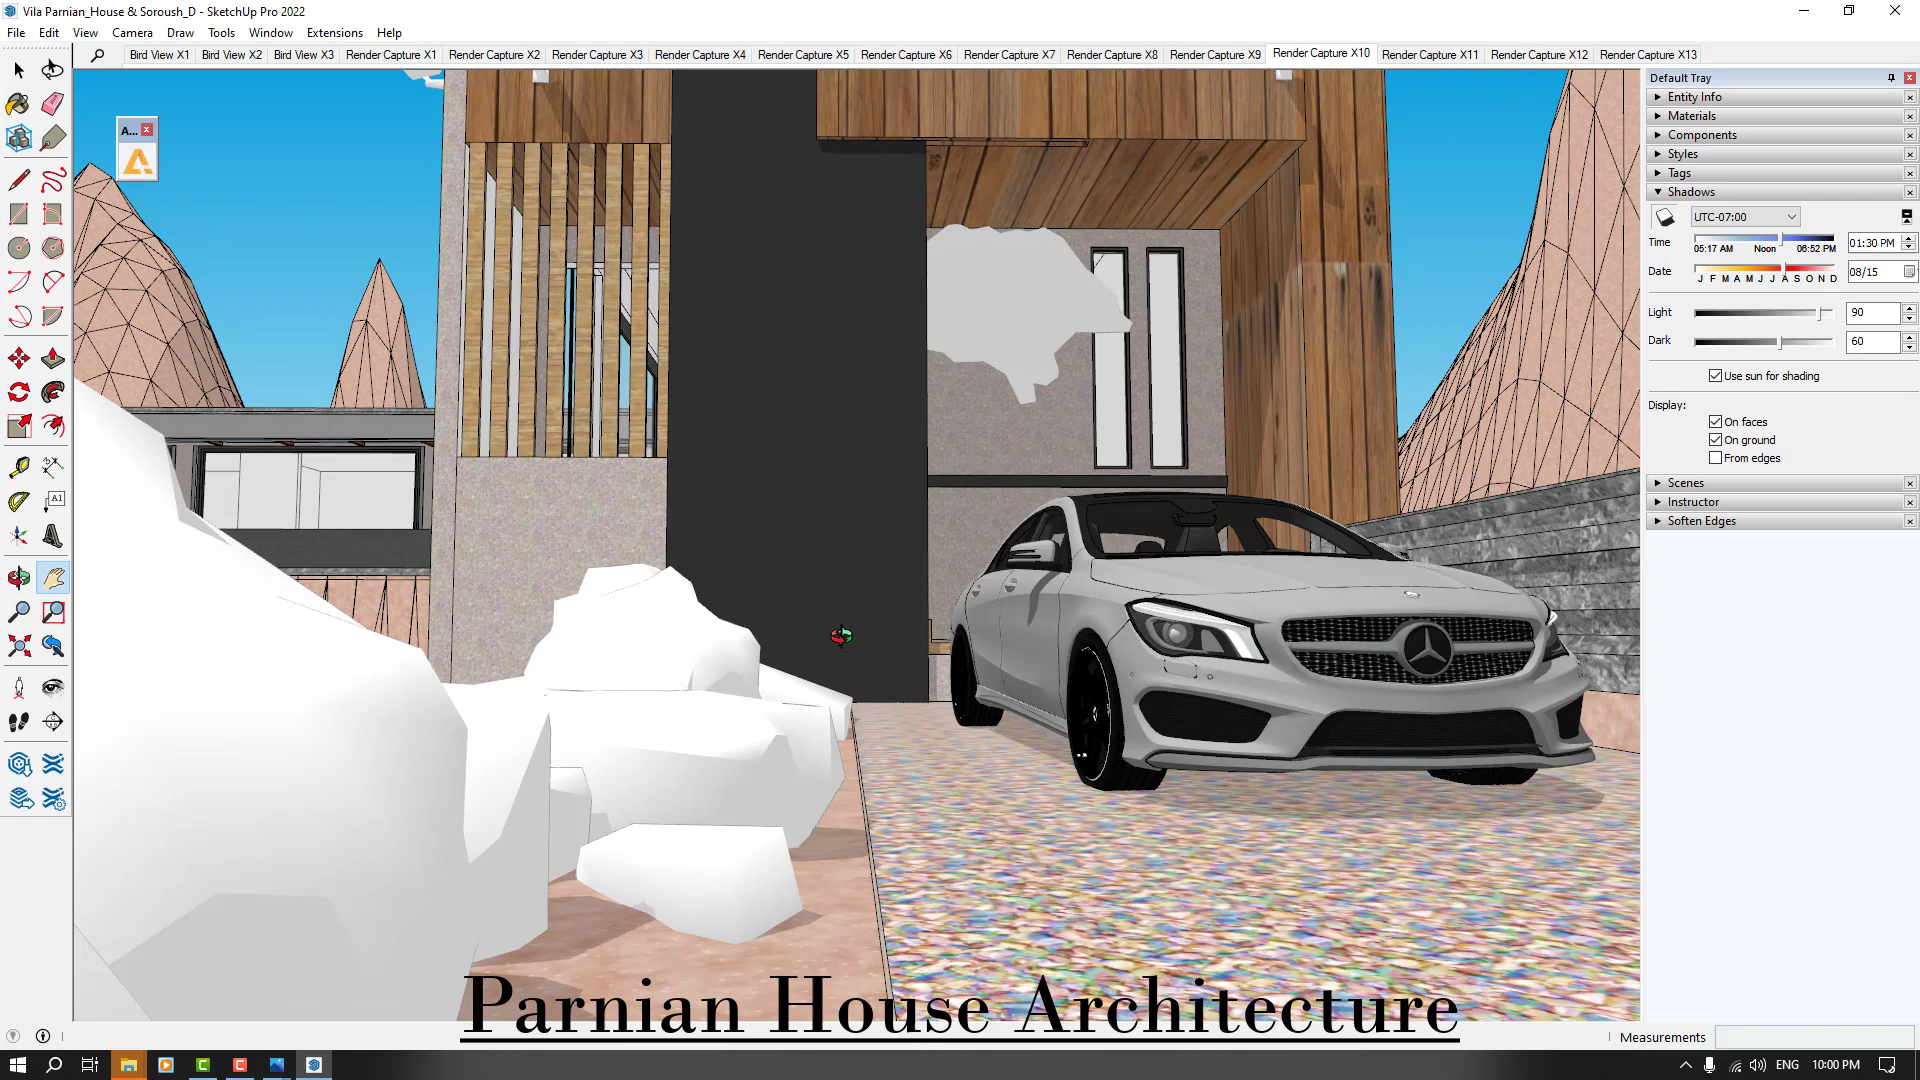 Vila Parnian_House & Soroush_D - SketchUp Pro 2022
File Edit View Camera Draw Tools Window Extensions Help
Bird View X1 Bird View X2 Bird View X3 Render Capture X1 Render Capture X2 Render Capture X3 Render Capture X4 Render Capture X5 Render Capture X6 Render Capture X7 Render Capture X8 Render Capture X9 Render Capture X10 Render Capture X11 Render Capture X12 Render Capture X13
A...
A1
Default Tray
Entity Info
Materials
Components
Styles
Tags
Shadows
UTC-07:00
Time 05:17 AM Noon 06:52 PM 01:30 PM
Date J F M A M J J A S O N D 08/15
Light 90
Dark 60
Use sun for shading
Display:
On faces
On ground
From edges
Scenes
Instructor
Soften Edges
Parnian House Architecture
Measurements
ENG 10:00 PM